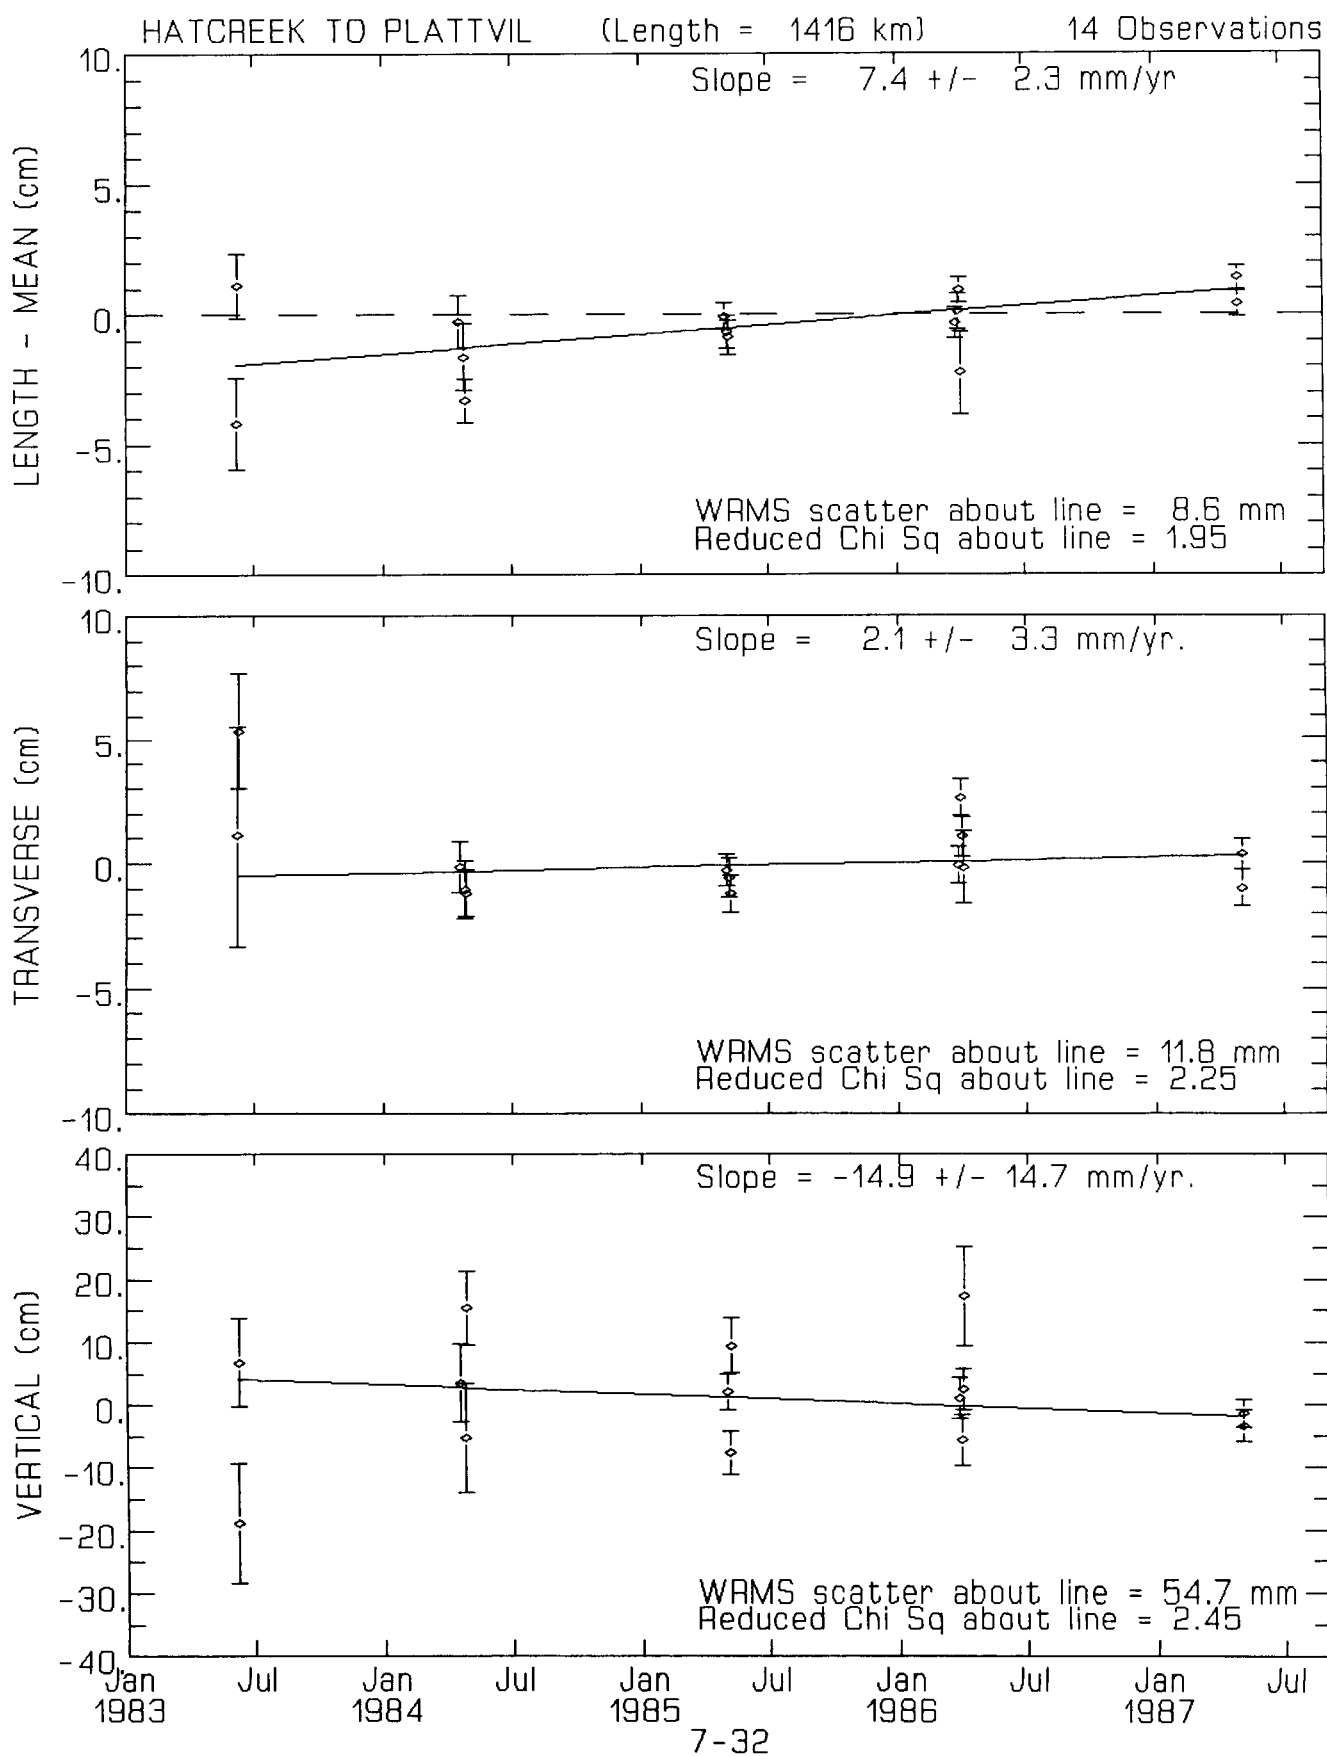 HATCREEK TO PLATTVIL (Length = 1416 km) 14 Observations
Slope = 7.4 +/- 2.3 mm/yr
LENGTH - MEAN (cm)
10.
5.
0.
-5.
-10.
WRMS scatter about line = 8.6 mm
Reduced Chi Sq about line = 1.95
Slope = 2.1 +/- 3.3 mm/yr.
TRANSVERSE (cm)
10.
5.
0.
-5.
-10.
WRMS scatter about line = 11.8 mm
Reduced Chi Sq about line = 2.25
Slope = -14.9 +/- 14.7 mm/yr.
VERTICAL (cm)
40.
30.
20.
10.
0.
-10.
-20.
-30.
-40.
WRMS scatter about line = 54.7 mm
Reduced Chi Sq about line = 2.45
Jan Jul Jan Jul Jan Jul Jan Jul Jan Jul
1983 1984 1985 1986 1987
7-32